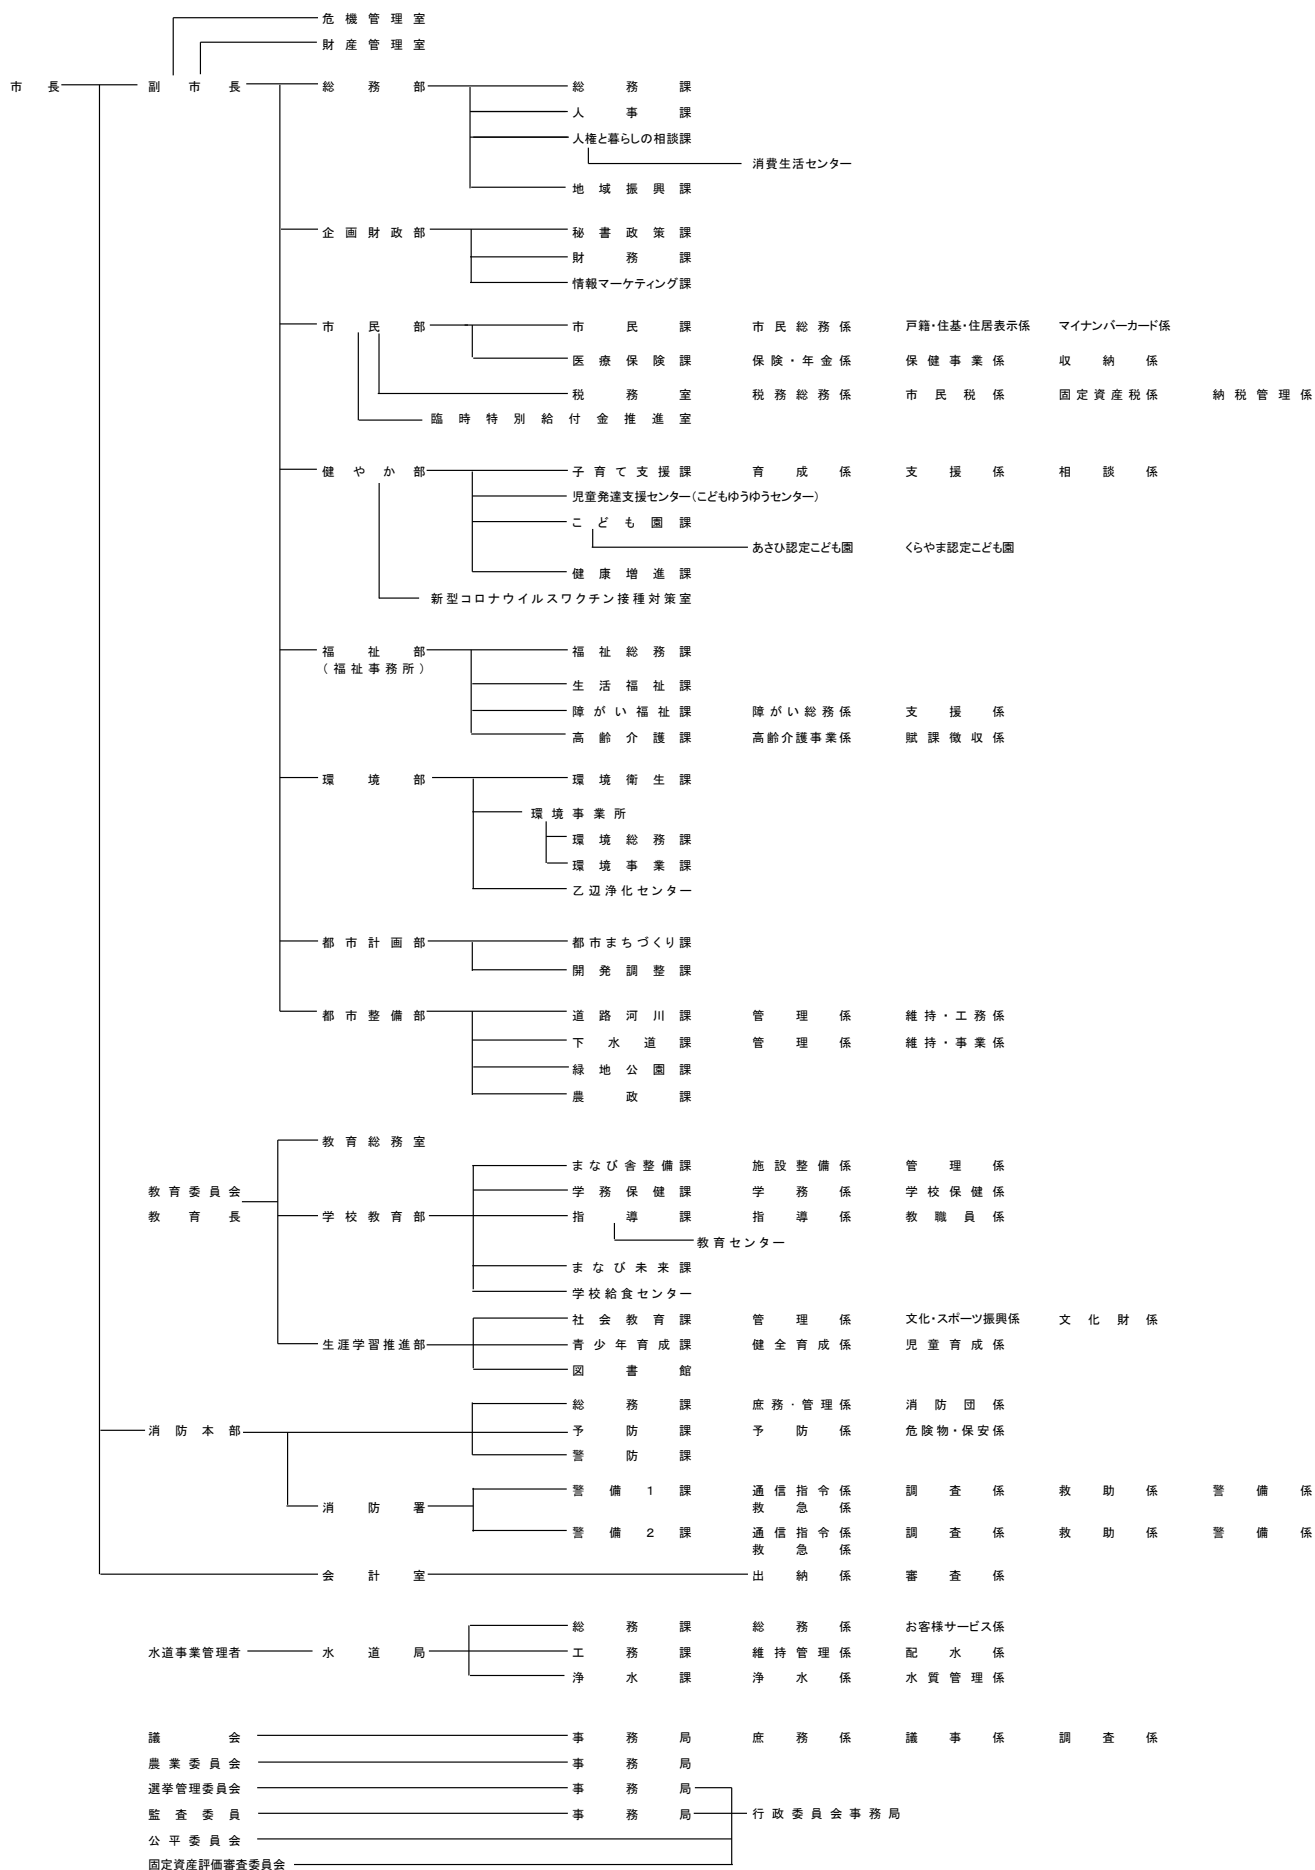 危機管理室
財産管理室
市長 副市長 総務部 総務課
人事課
人権と暮らしの相談課
消費生活センター
地域振興課
企画財政部 秘書政策課
財務課
情報マーケティング課
市民部 市民課 市民総務係 戸籍・住基・住居表示係 マイナンバーカード係
医療保険課 保険・年金係 保健事業係 収納係
税務室 税務総務係 市民税係 固定資産税係 納税管理係
臨時特別給付金推進室
健やか部 子育て支援課 育成係 支援係 相談係
児童発達支援センター(こどもゆうゆうセンター)
こども園課
あさひ認定こども園 くらやま認定こども園
健康増進課
新型コロナウイルスワクチン接種対策室
福祉部 福祉総務課
(福祉事務所)
生活福祉課
障がい福祉課 障がい総務係 支援係
高齢介護課 高齢介護事業係 賦課徴収係
環境部 環境衛生課
環境事業所
環境総務課
環境事業課
乙辺浄化センター
都市計画部 都市まちづくり課
開発調整課
都市整備部 道路河川課 管理係 維持・工務係
下水道課 管理係 維持・事業係
緑地公園課
農政課
教育総務室
まなび舎整備課 施設整備係 管理係
教育委員会 学務保健課 学務係 学校保健係
教育長 学校教育部 指導課 指導係 教職員係
教育センター
まなび未来課
学校給食センター
社会教育課 管理係 文化・スポーツ振興係 文化財係
生涯学習推進部 青少年育成課 健全育成係 児童育成係
図書館
総務課 庶務・管理係 消防団係
消防本部 予防課 予防係 危険物・保安係
警防課
警備1課 通信指令係 調査係 救助係 警備係
消防署 救急係
警備2課 通信指令係 調査係 救助係 警備係
救急係
会計室 出納係 審査係
総務課 総務係 お客様サービス係
水道事業管理者 水道局 工務課 維持管理係 配水係
浄水課 浄水係 水質管理係
議会 事務局 庶務係 議事係 調査係
農業委員会 事務局
選挙管理委員会 事務局
監査委員 事務局 行政委員会事務局
公平委員会
固定資産評価審査委員会